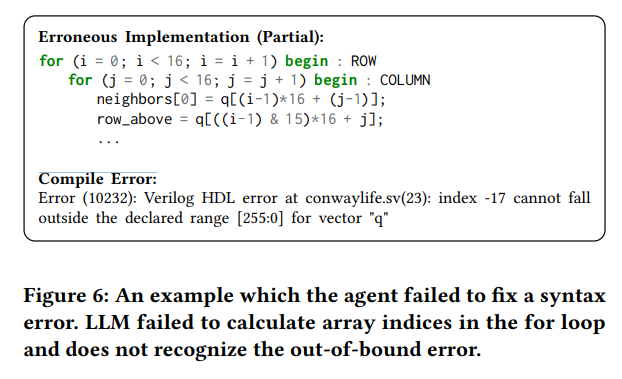 Erroneous Implementation (Partial):
for (i = 0; i < 16; i = i + 1) begin : ROW
for (j = 0; j < 16; j = j + 1) begin : COLUMN
neighbors[0] = q[(i-1)*16 + (j-1)];
row_above = q[((i-1) & 15)*16 + j];
...
Compile Error:
Error (10232): Verilog HDL error at conwaylife.sv(23): index -17 cannot fall
outside the declared range [255:0] for vector "q"
Figure 6: An example which the agent failed to fix a syntax
error. LLM failed to calculate array indices in the for loop
and does not recognize the out-of-bound error.